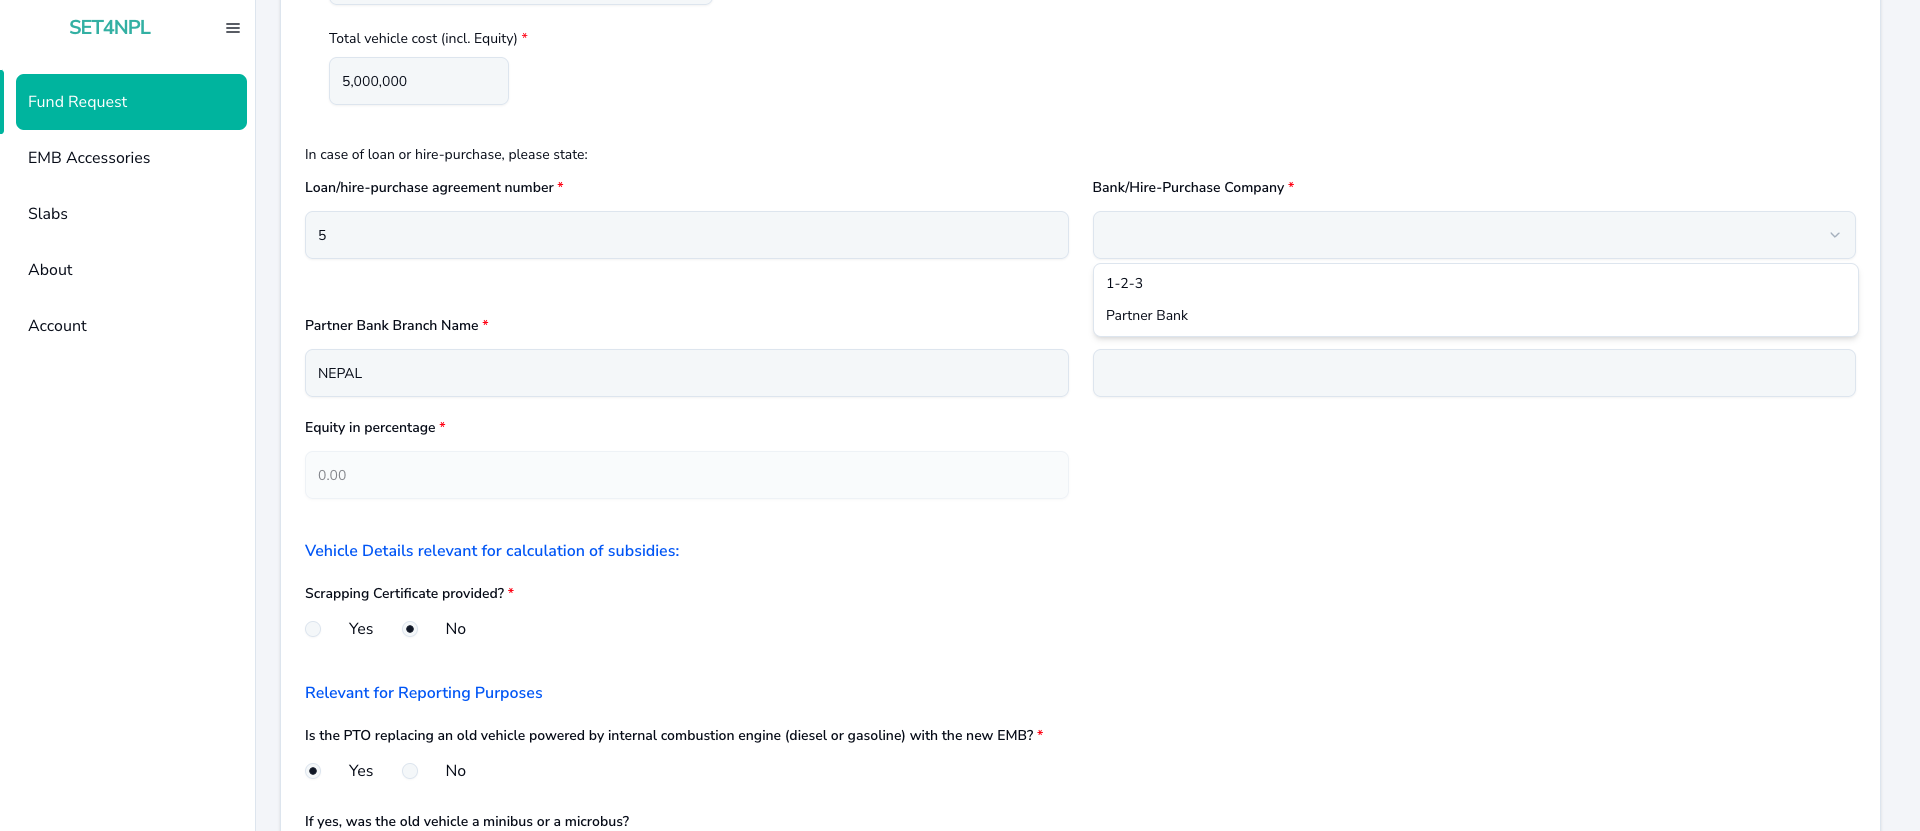 SET4NPL
Fund Request
EMB Accessories
Slabs
About
Account
Total vehicle cost (incl. Equity) *
5,000,000
In case of loan or hire-purchase, please state:
Loan/hire-purchase agreement number *
5
Bank/Hire-Purchase Company *
1-2-3
Partner Bank
Partner Bank Branch Name *
NEPAL
Equity in percentage *
0.00
Vehicle Details relevant for calculation of subsidies:
Scrapping Certificate provided? *
Yes No
Relevant for Reporting Purposes
Is the PTO replacing an old vehicle powered by internal combustion engine (diesel or gasoline) with the new EMB? *
Yes No
If yes, was the old vehicle a minibus or a microbus?